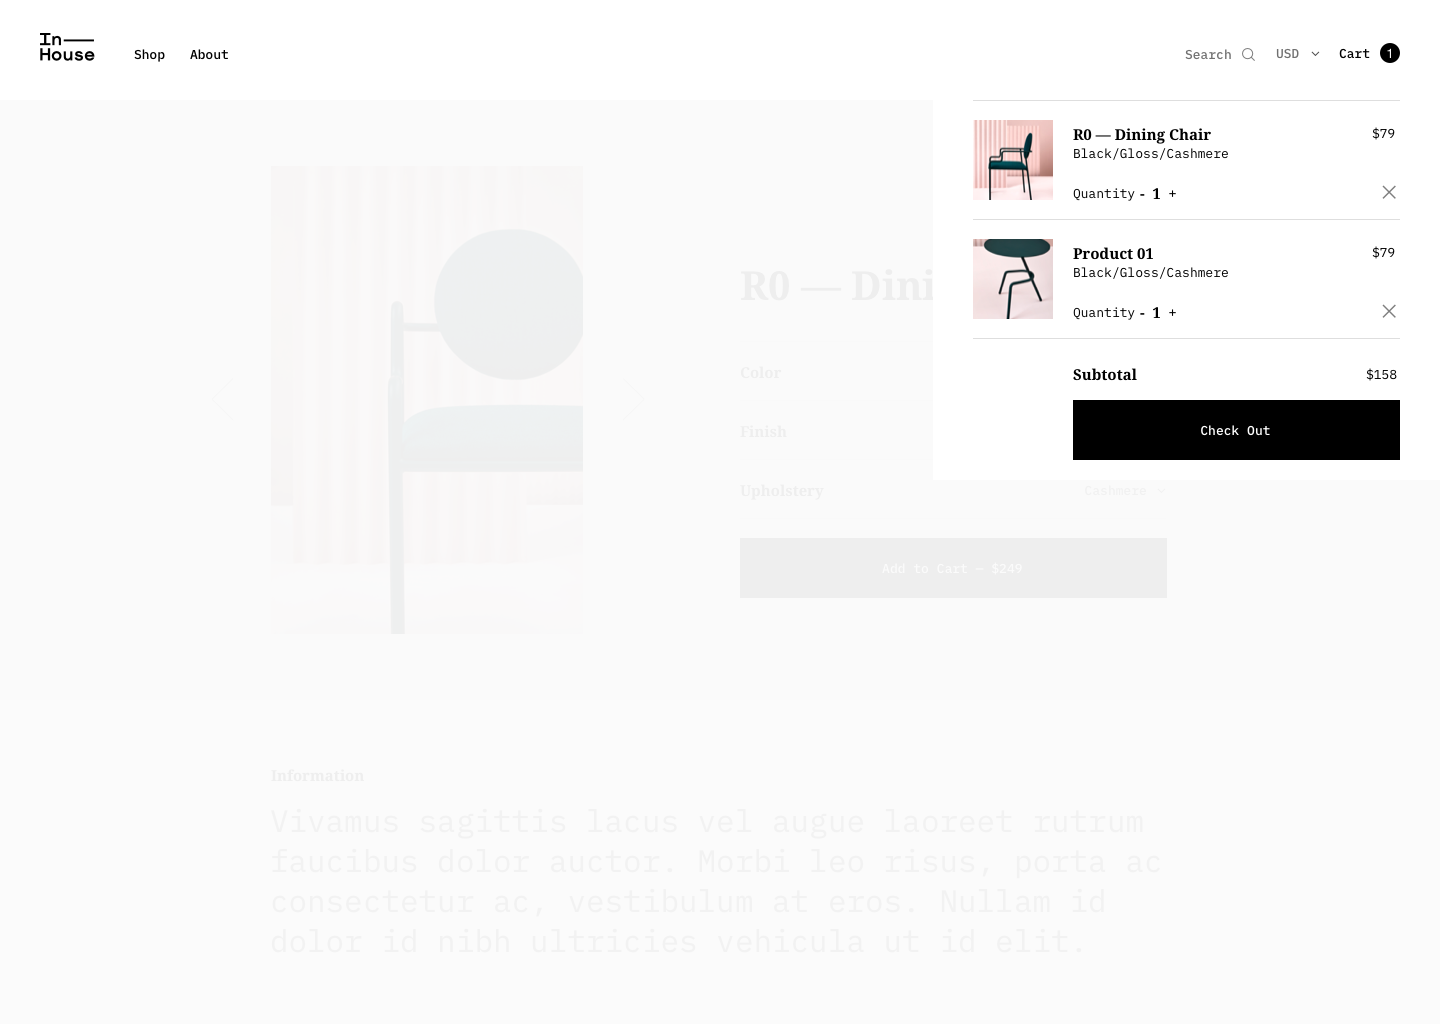 In—
House
Shop About
Search USD Cart 1
R0 — Dining Chair $79
Black/Gloss/Cashmere
Quantity - 1 +
Product 01 $79
Black/Gloss/Cashmere
Quantity - 1 +
Subtotal $158
Check Out
R0 — Dini
Color
Finish
Upholstery Cashmere
Add to Cart — $249
Information
Vivamus sagittis lacus vel augue laoreet rutrum
faucibus dolor auctor. Morbi leo risus, porta ac
consectetur ac, vestibulum at eros. Nullam id
dolor id nibh ultricies vehicula ut id elit.